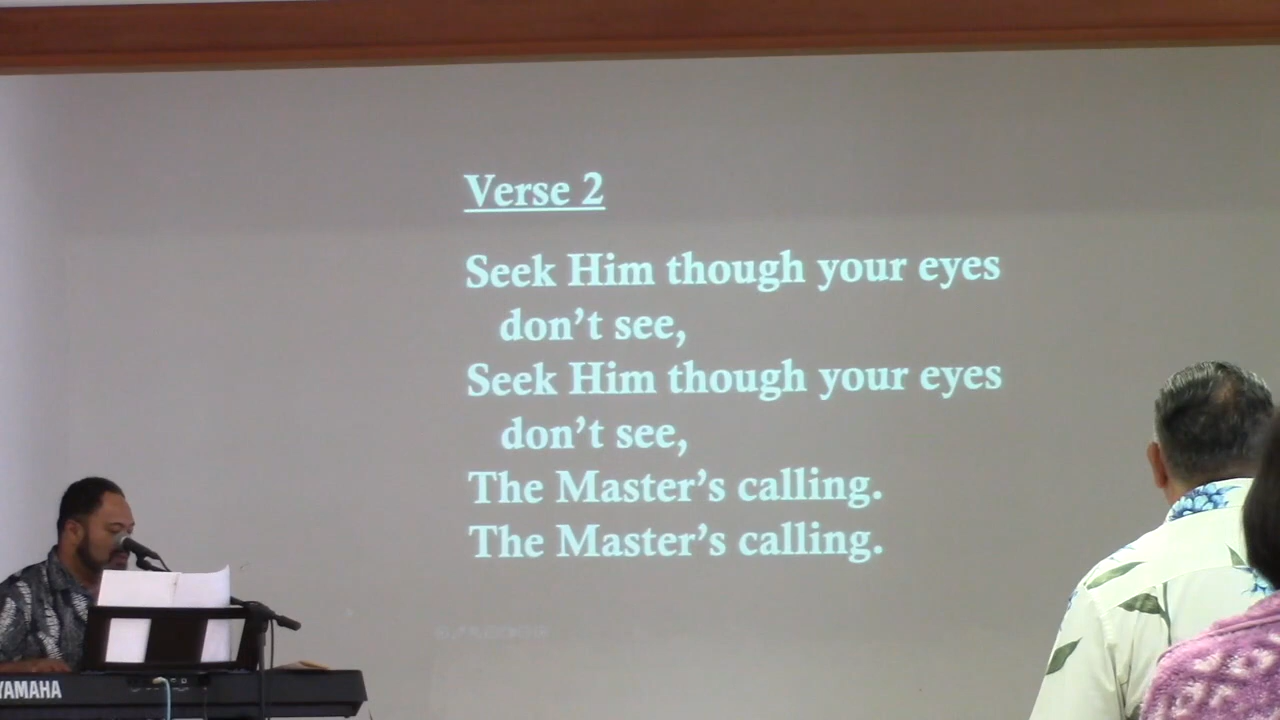 Verse 2
Seek Him though your eyes
don't see,
Seek Him though your eyes
don't see,
The Master's calling.
The Master's calling.
YAMAHA